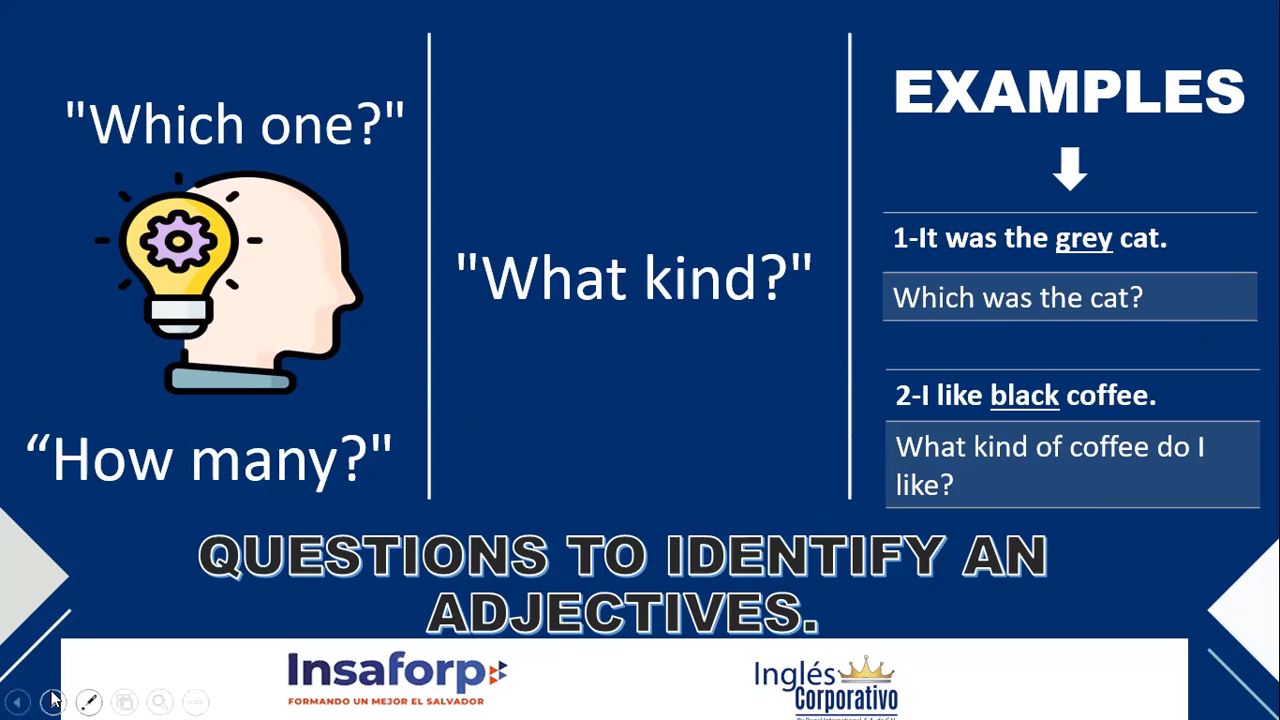 "Which one?"
“How many?"
"What kind?"
EXAMPLES
1-It was the grey cat.
Which was the cat?
2-I like black coffee.
What kind of coffee do I
like?
QUESTIONS TO IDENTIFY AN
ADJECTIVES.
Insaforp
FORMANDO UN MEJOR EL SALVADOR
Inglés
Corporativo